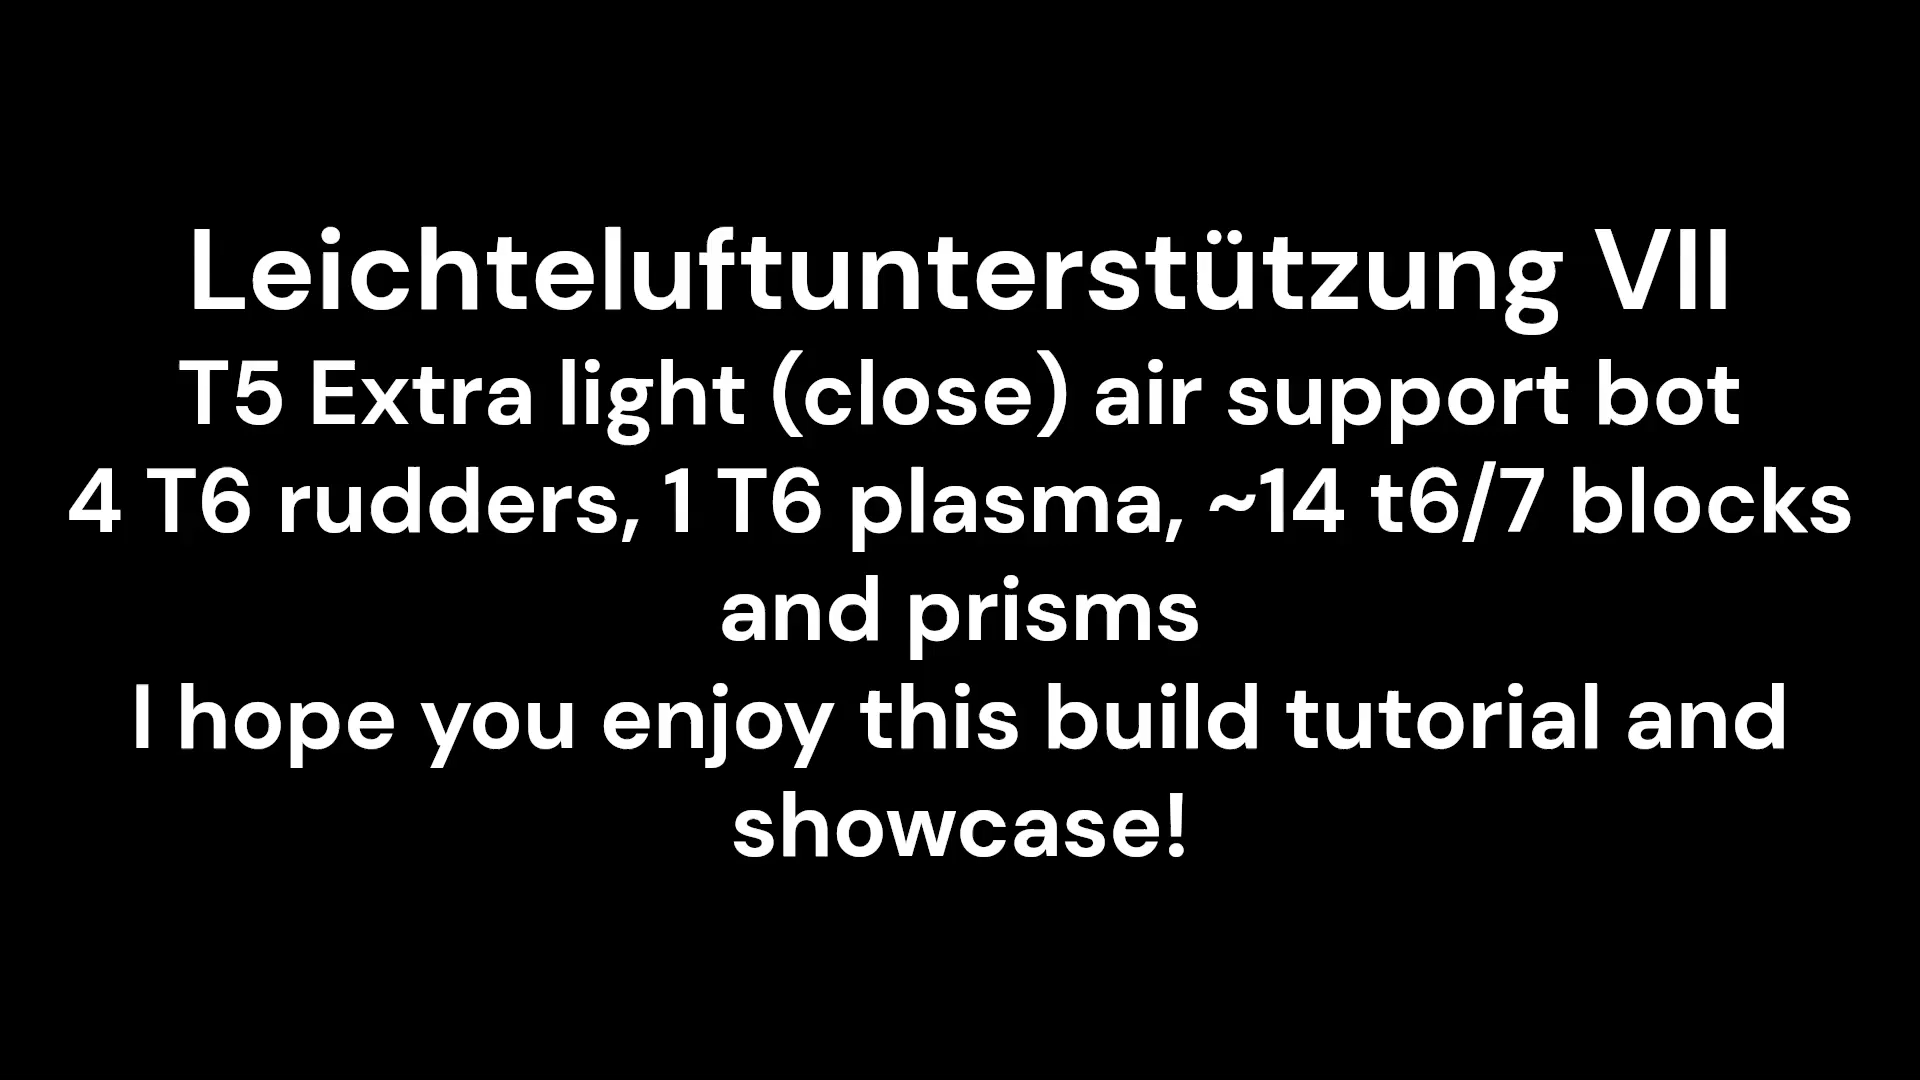 Leichteluftunterstützung VII
T5 Extra light (close) air support bot
4 T6 rudders, 1 T6 plasma, ~14 t6/7 blocks
and prisms
I hope you enjoy this build tutorial and
showcase!